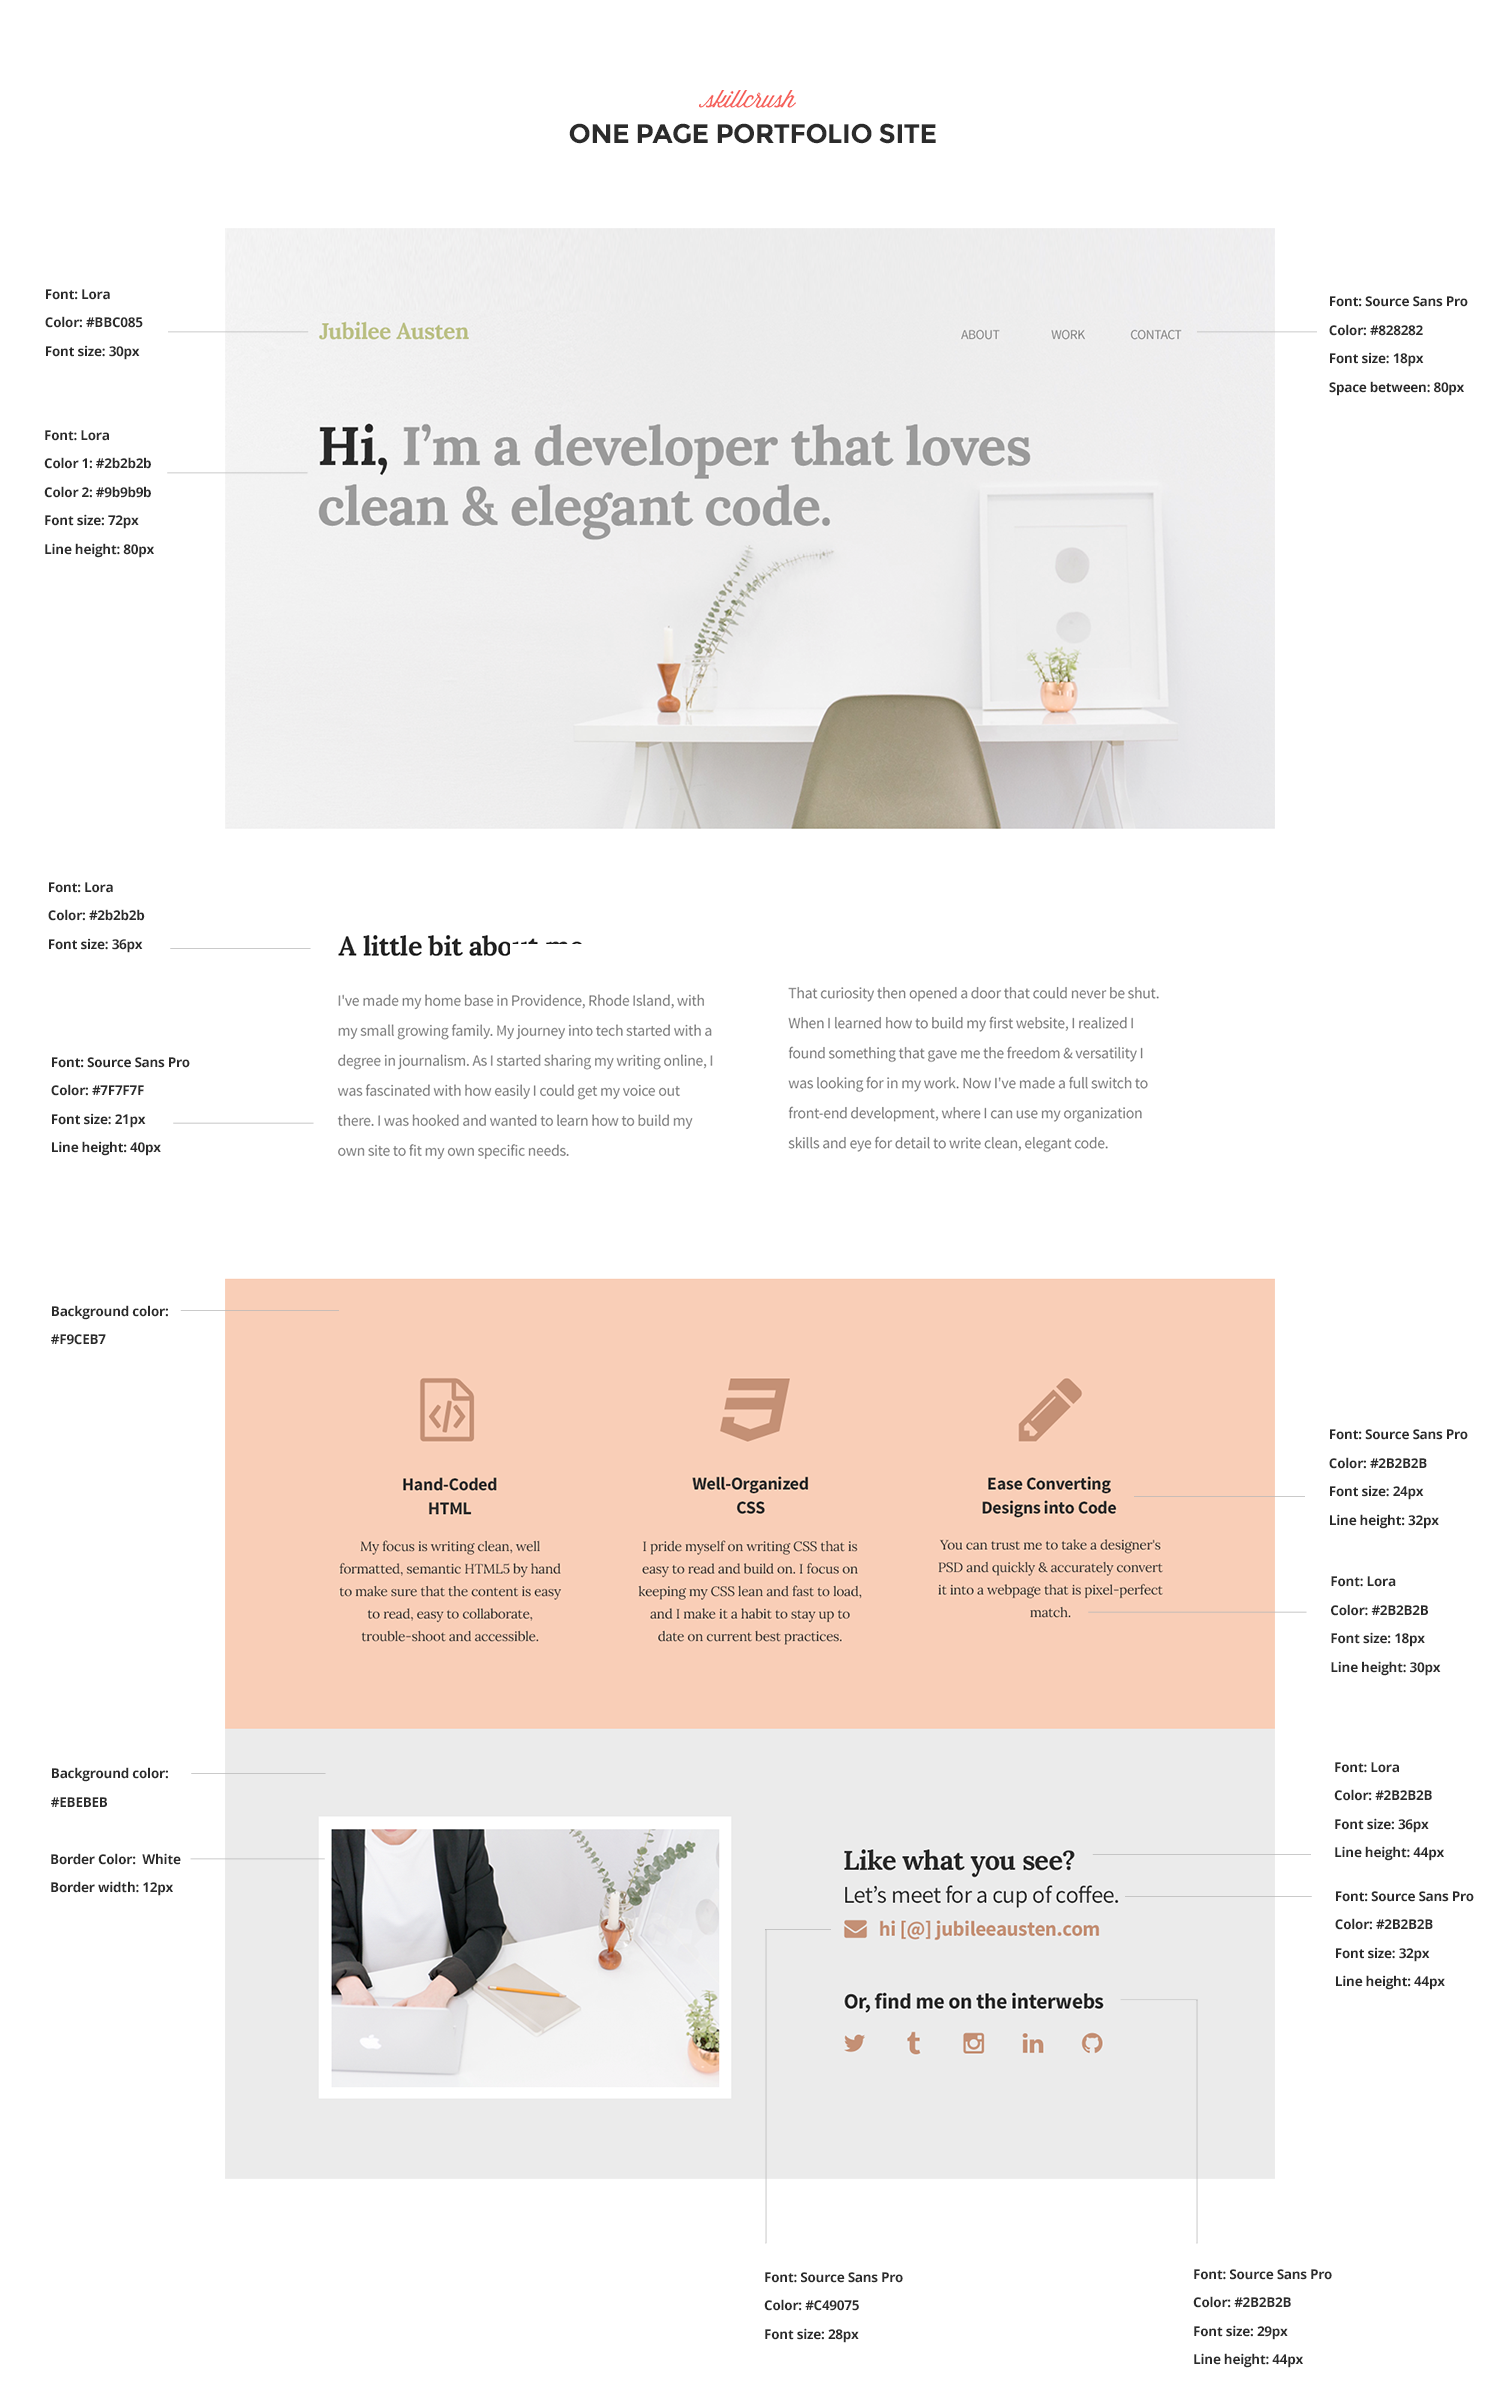 skillcrush
ONE PAGE PORTFOLIO SITE
Font: Lora
Color: #BBC085
Font size: 30px
Jubilee Austen
ABOUT WORK CONTACT
Font: Source Sans Pro
Color: #828282
Font size: 18px
Space between: 80px
Font: Lora
Color 1: #2b2b2b
Color 2: #9b9b9b
Font size: 72px
Line height: 80px
Hi, I’m a developer that loves
clean & elegant code.
Font: Lora
Color: #2b2b2b
Font size: 36px
A little bit about me
Font: Source Sans Pro
Color: #7F7F7F
Font size: 21px
Line height: 40px
I've made my home base in Providence, Rhode Island, with
my small growing family. My journey into tech started with a
degree in journalism. As I started sharing my writing online, I
was fascinated with how easily I could get my voice out
there. I was hooked and wanted to learn how to build my
own site to fit my own specific needs.
That curiosity then opened a door that could never be shut.
When I learned how to build my first website, I realized I
found something that gave me the freedom & versatility I
was looking for in my work. Now I've made a full switch to
front-end development, where I can use my organization
skills and eye for detail to write clean, elegant code.
Background color:
#F9CEB7
Hand-Coded
HTML
My focus is writing clean, well
formatted, semantic HTML5 by hand
to make sure that the content is easy
to read, easy to collaborate,
trouble-shoot and accessible.
Well-Organized
CSS
I pride myself on writing CSS that is
easy to read and build on. I focus on
keeping my CSS lean and fast to load,
and I make it a habit to stay up to
date on current best practices.
Ease Converting
Designs into Code
You can trust me to take a designer's
PSD and quickly & accurately convert
it into a webpage that is pixel-perfect
match.
Font: Source Sans Pro
Color: #2B2B2B
Font size: 24px
Line height: 32px
Font: Lora
Color: #2B2B2B
Font size: 18px
Line height: 30px
Background color:
#EBEBEB
Border Color: White
Border width: 12px
Like what you see?
Let’s meet for a cup of coffee.
hi [@] jubileeausten.com
Or, find me on the interwebs
Font: Lora
Color: #2B2B2B
Font size: 36px
Line height: 44px
Font: Source Sans Pro
Color: #2B2B2B
Font size: 32px
Line height: 44px
Font: Source Sans Pro
Color: #C49075
Font size: 28px
Font: Source Sans Pro
Color: #2B2B2B
Font size: 29px
Line height: 44px